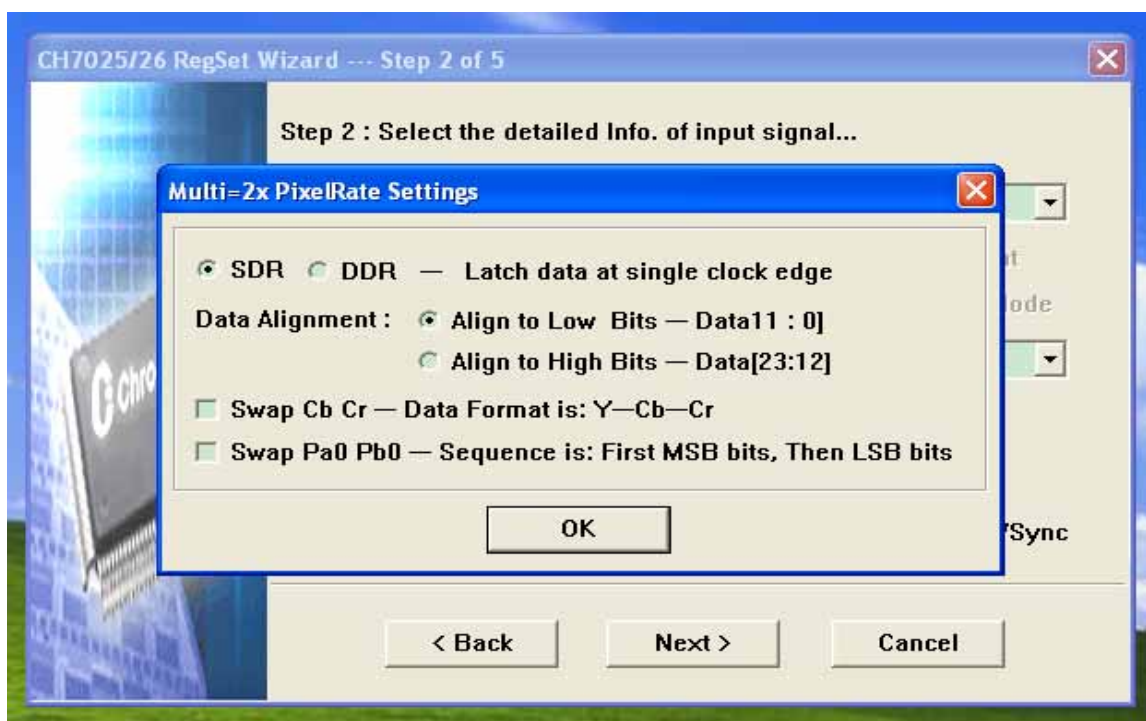 CH7025/26 RegSet Wizard --- Step 2 of 5
Step 2 : Select the detailed Info. of input signal...
Multi=2x PixelRate Settings
SDR DDR — Latch data at single clock edge
Data Alignment : Align to Low Bits — Data11 : 0]
Align to High Bits — Data[23:12]
Swap Cb Cr — Data Format is: Y—Cb—Cr
Swap Pa0 Pb0 — Sequence is: First MSB bits, Then LSB bits
OK
< Back Next > Cancel